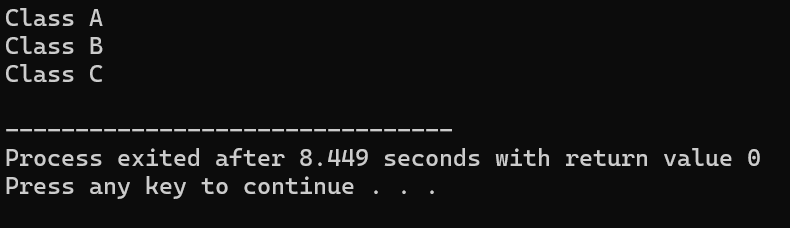 Class A
Class B
Class C
--------------------------------
Process exited after 8.449 seconds with return value 0
Press any key to continue . . .